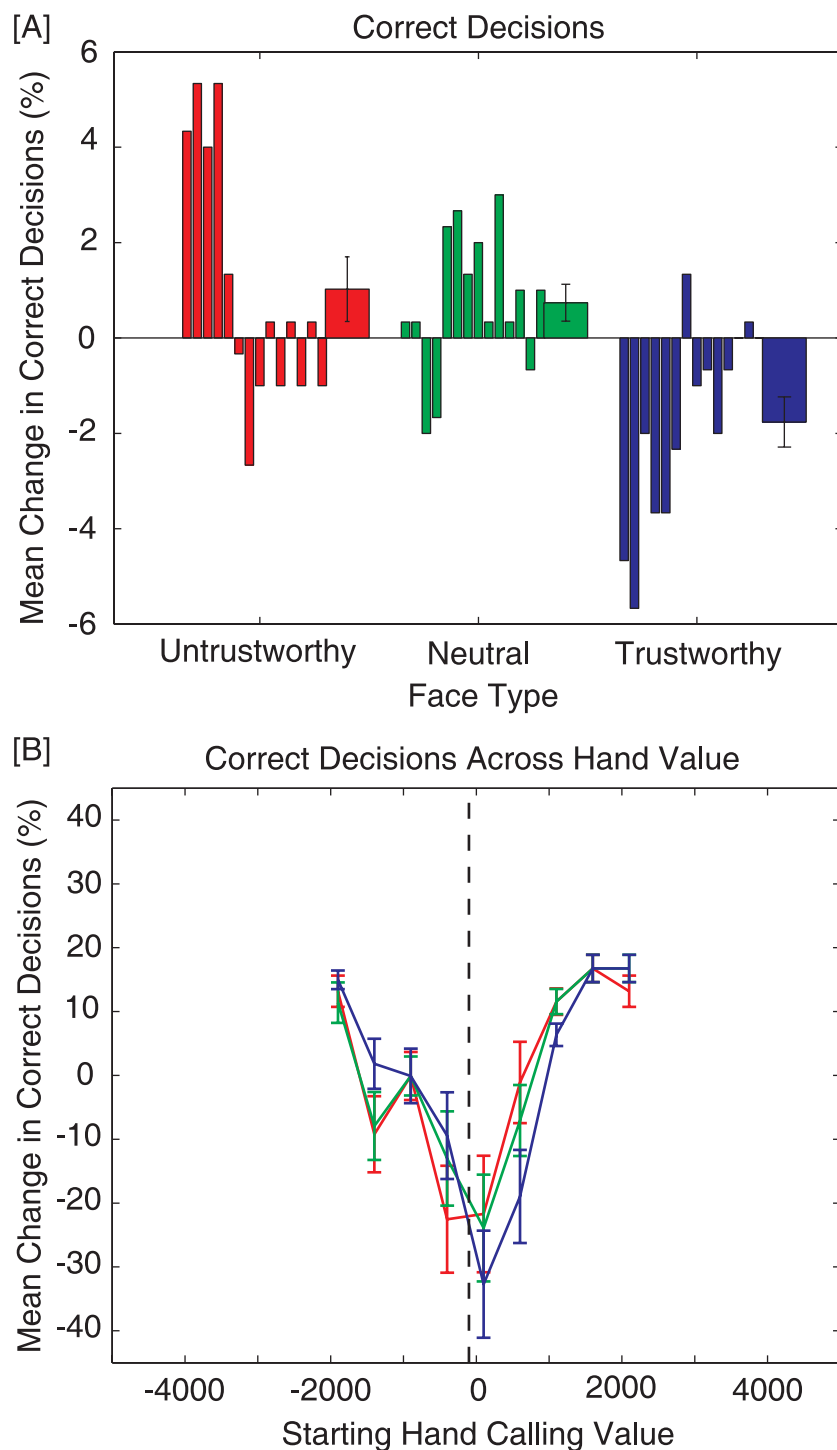 [A]
Correct Decisions
Mean Change in Correct Decisions (%)
6
4
2
0
-2
-4
-6
Untrustworthy
Neutral
Trustworthy
Face Type
[B]
Correct Decisions Across Hand Value
Mean Change in Correct Decisions (%)
40
30
20
10
0
-10
-20
-30
-40
-4000
-2000
0
2000
4000
Starting Hand Calling Value